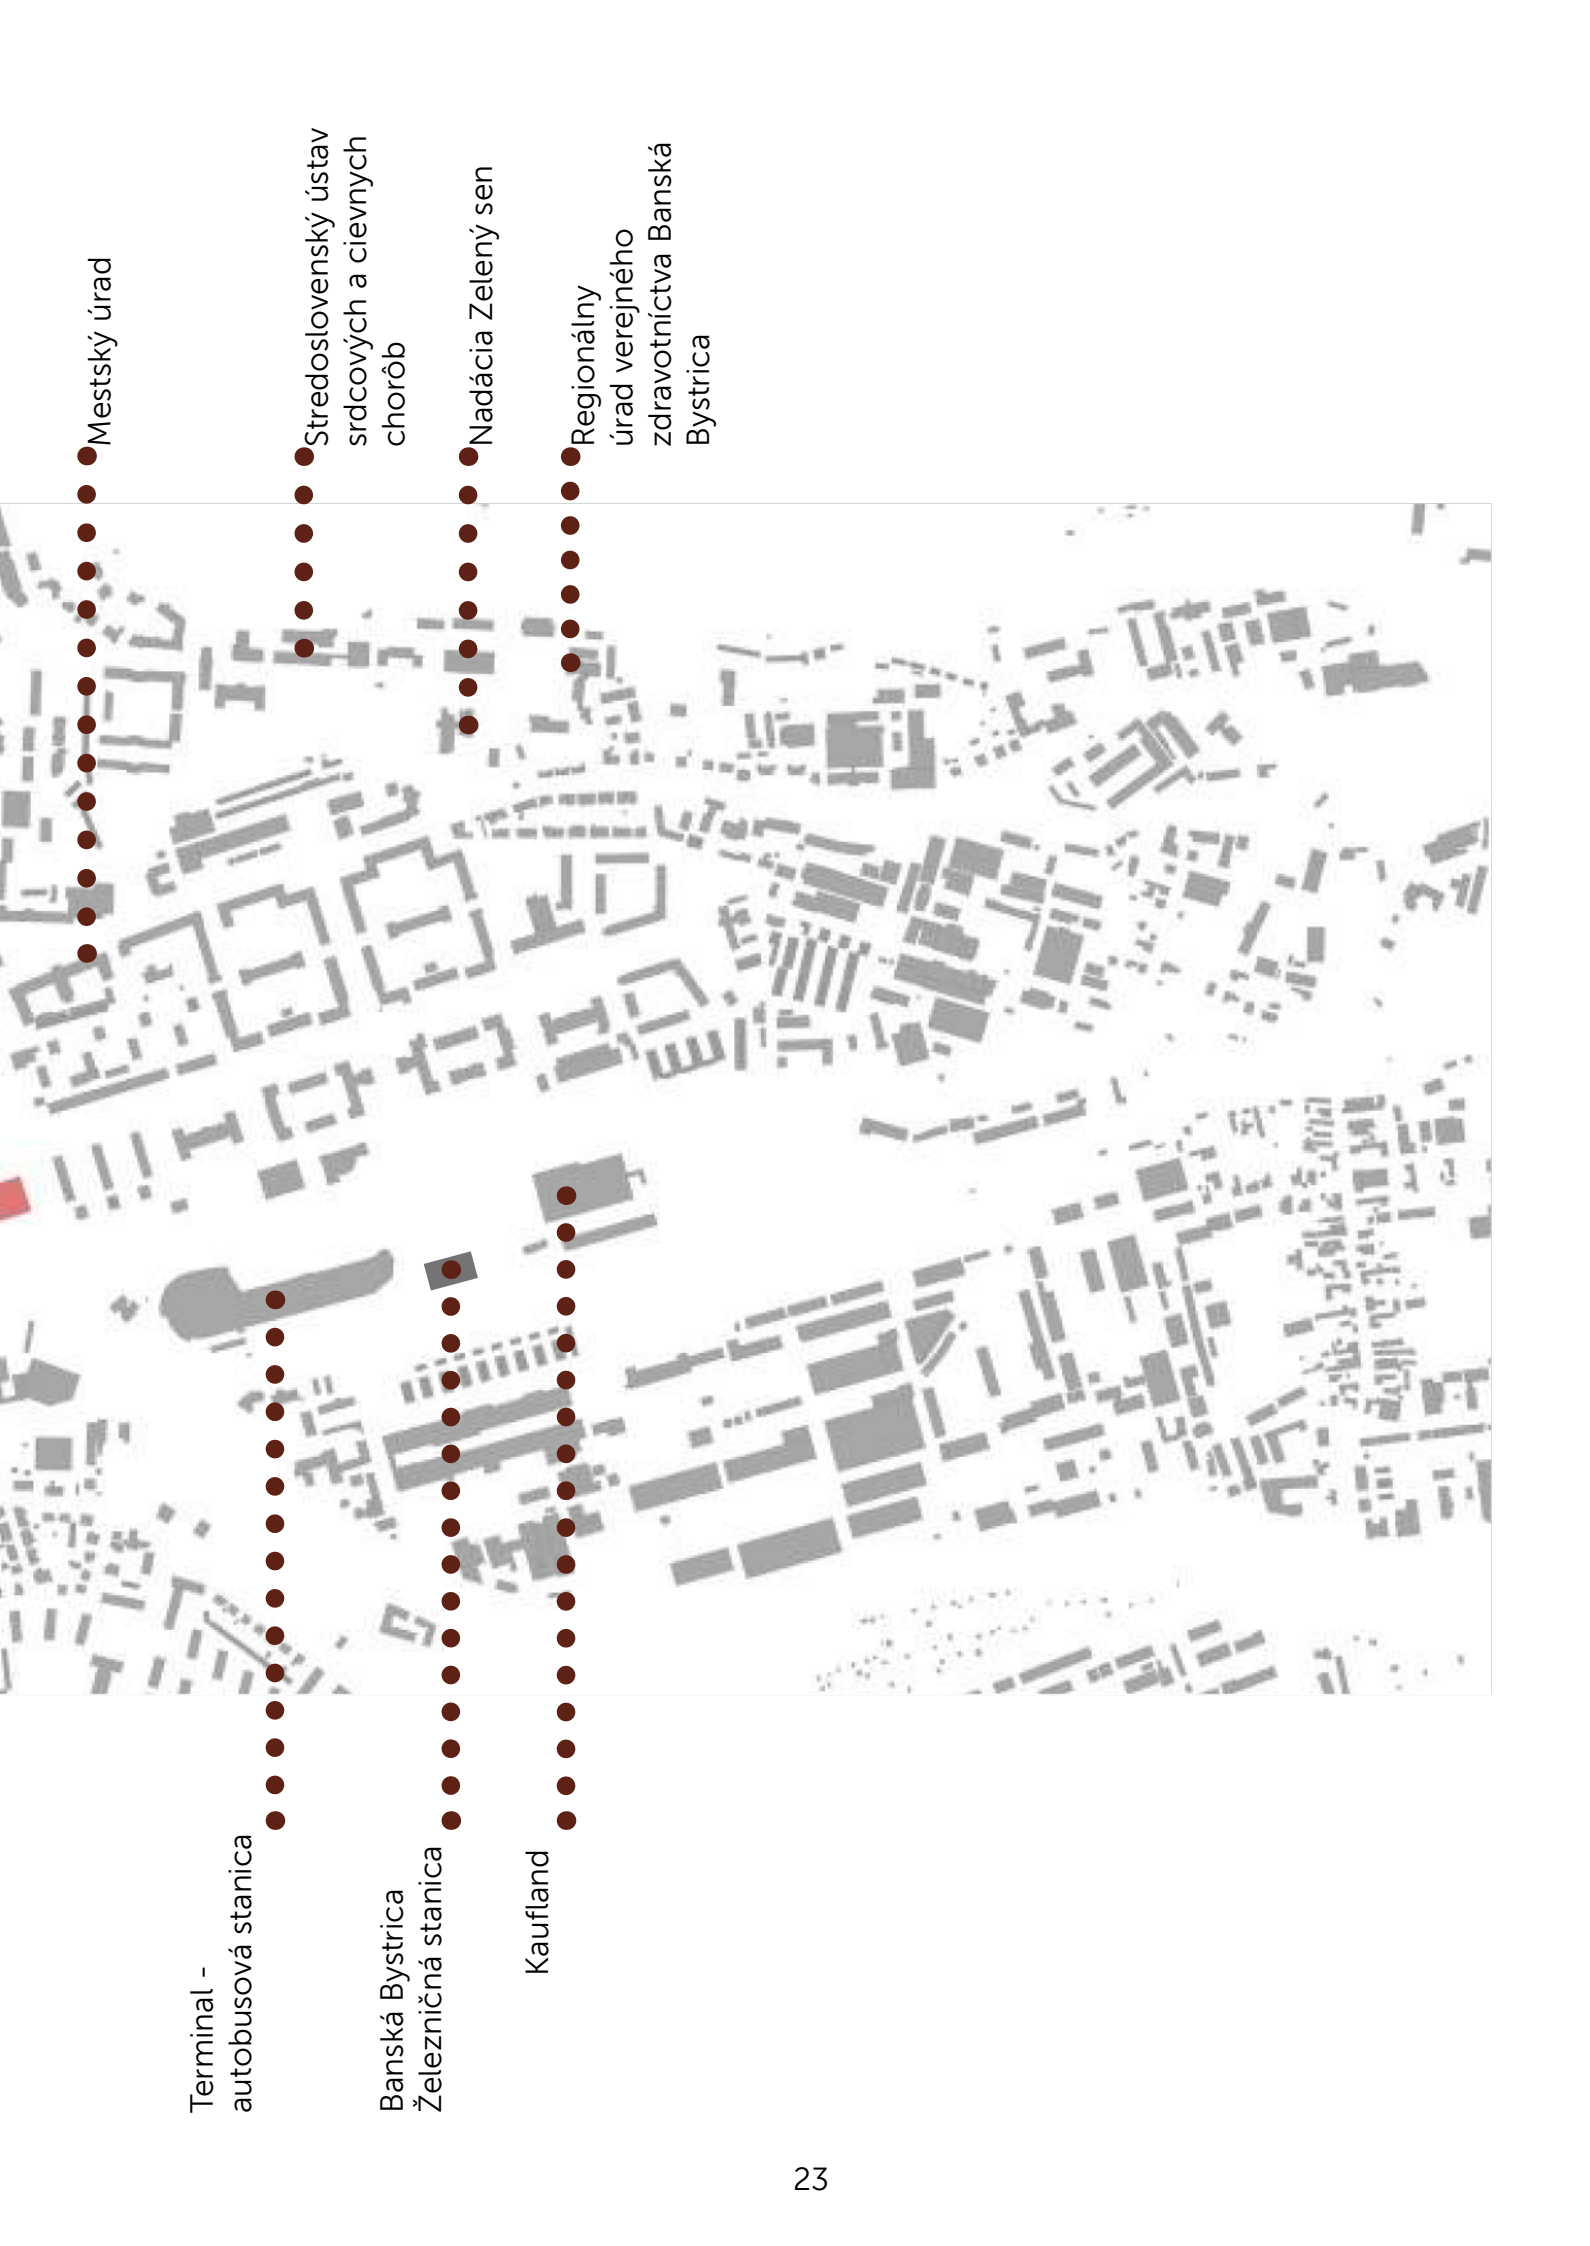 Mestský úrad
Stredoslovenský ústav
srdcových a cievnych
chorôb
Nadácia Zelený sen
Regionálny
úrad verejného
zdravotníctva Banská
Bystrica
Terminal -
autobusová stanica
Banská Bystrica
Železničná stanica
Kaufland
23